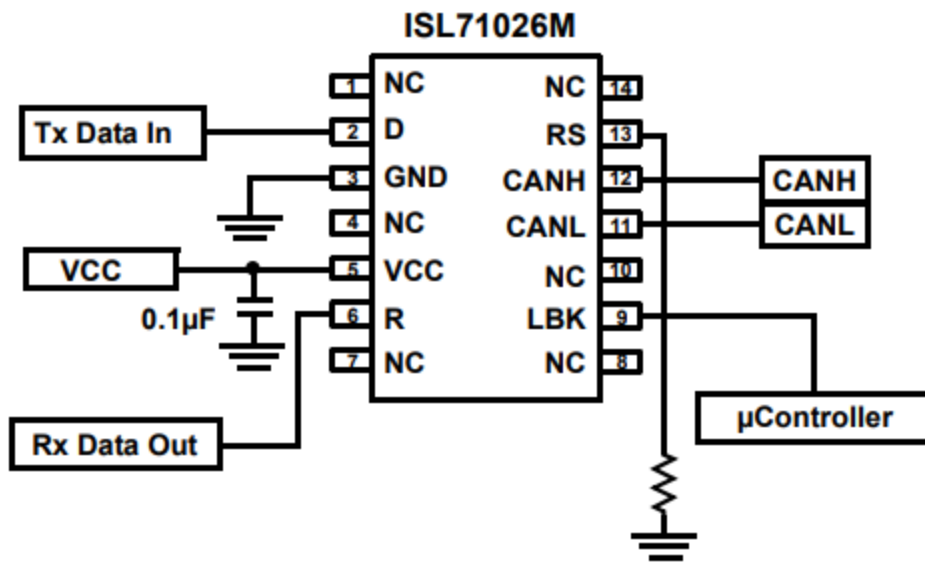 ISL71026M
1 NC
NC 14
Tx Data In
2 D
RS 13
3 GND
CANH 12
CANH
4 NC
CANL 11
CANL
VCC
5 VCC
NC 10
0.1µF
6 R
LBK 9
7 NC
NC 8
µController
Rx Data Out